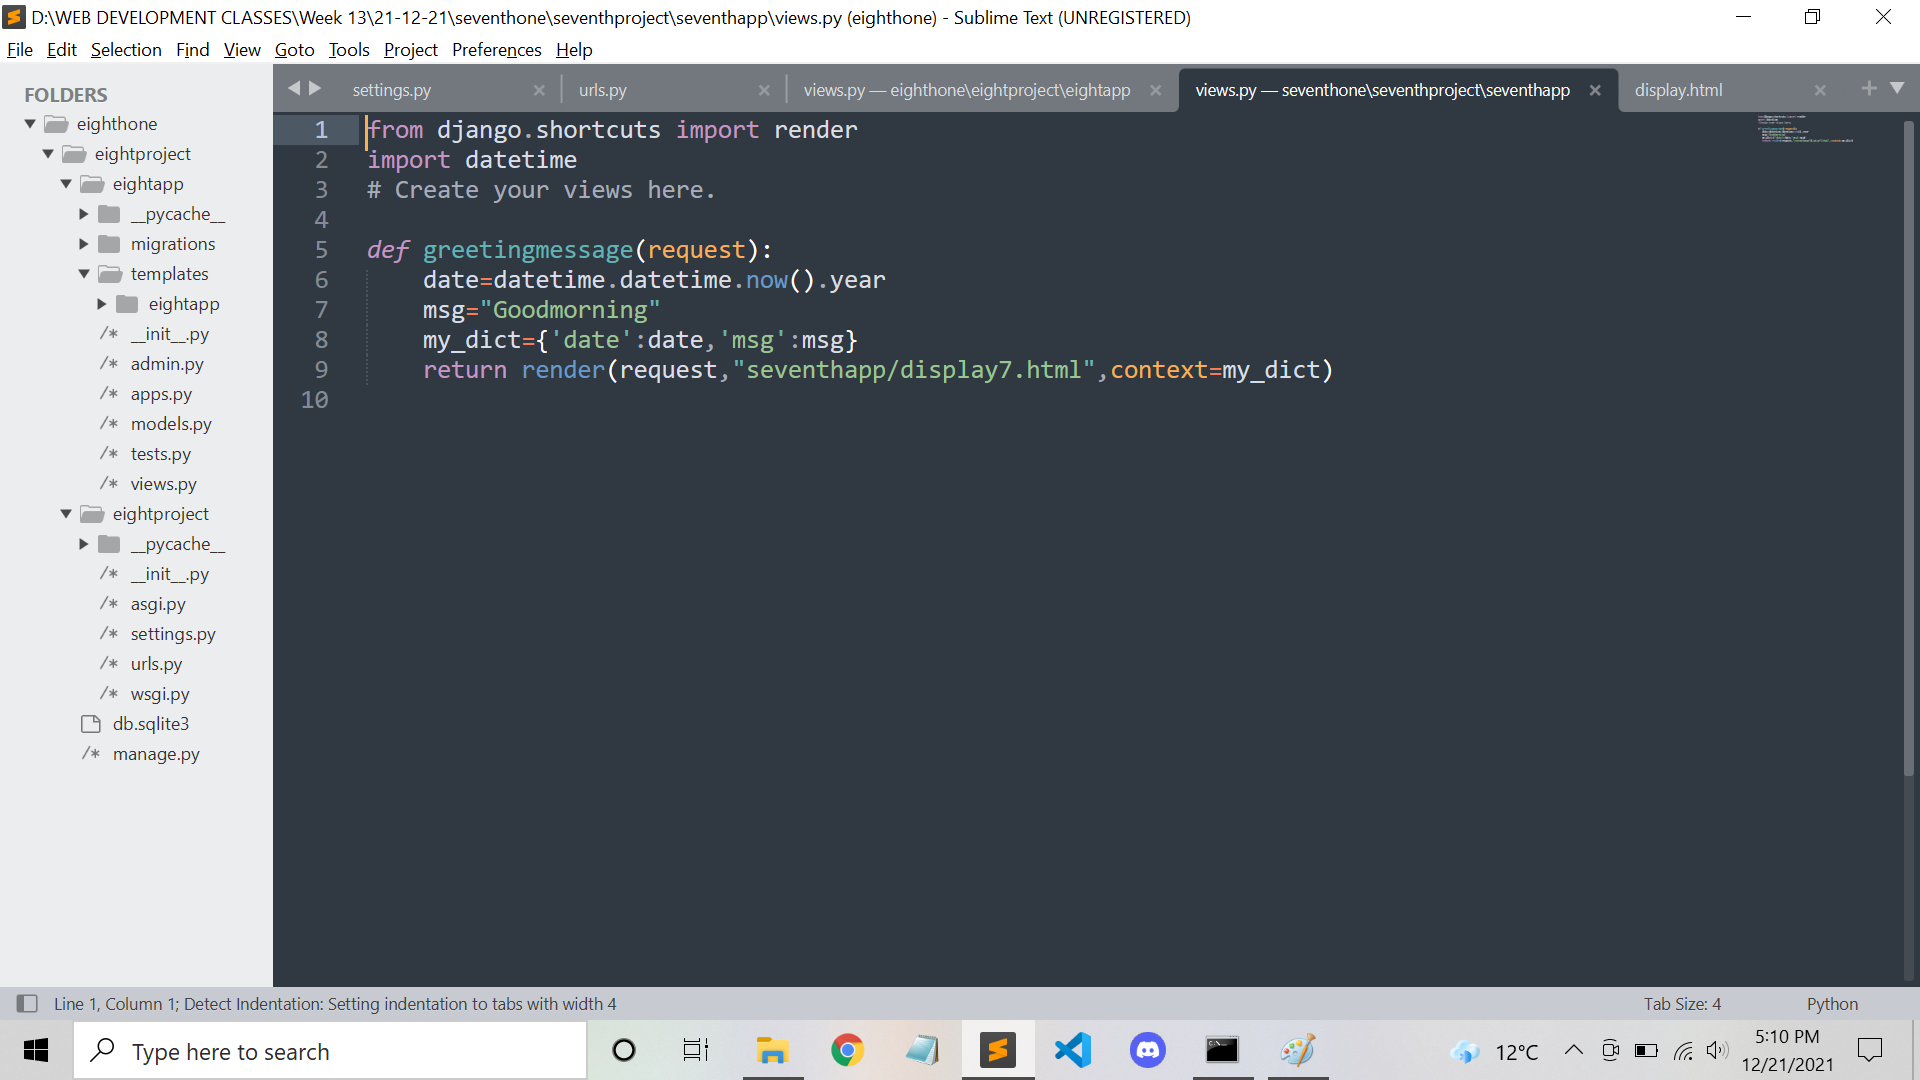 D:\WEB DEVELOPMENT CLASSES\Week 13\21-12-21\seventhone\seventhproject\seventhapp\views.py (eighthone) - Sublime Text (UNREGISTERED)
File Edit Selection Find View Goto Tools Project Preferences Help
FOLDERS
eighthone
eightproject
eightapp
__pycache__
migrations
templates
eightapp
/* __init__.py
/* admin.py
/* apps.py
/* models.py
/* tests.py
/* views.py
eightproject
__pycache__
/* __init__.py
/* asgi.py
/* settings.py
/* urls.py
/* wsgi.py
db.sqlite3
/* manage.py
settings.py × urls.py × views.py — eighthone\eightproject\eightapp × views.py — seventhone\seventhproject\seventhapp × display.html × +
1 from django.shortcuts import render
2 import datetime
3 # Create your views here.
4
5 def greetingmessage(request):
6 date=datetime.datetime.now().year
7 msg="Goodmorning"
8 my_dict={'date':date,'msg':msg}
9 return render(request,"seventhapp/display7.html",context=my_dict)
10
Line 1, Column 1; Detect Indentation: Setting indentation to tabs with width 4
Tab Size: 4 Python
Type here to search
12°C
5:10 PM
12/21/2021